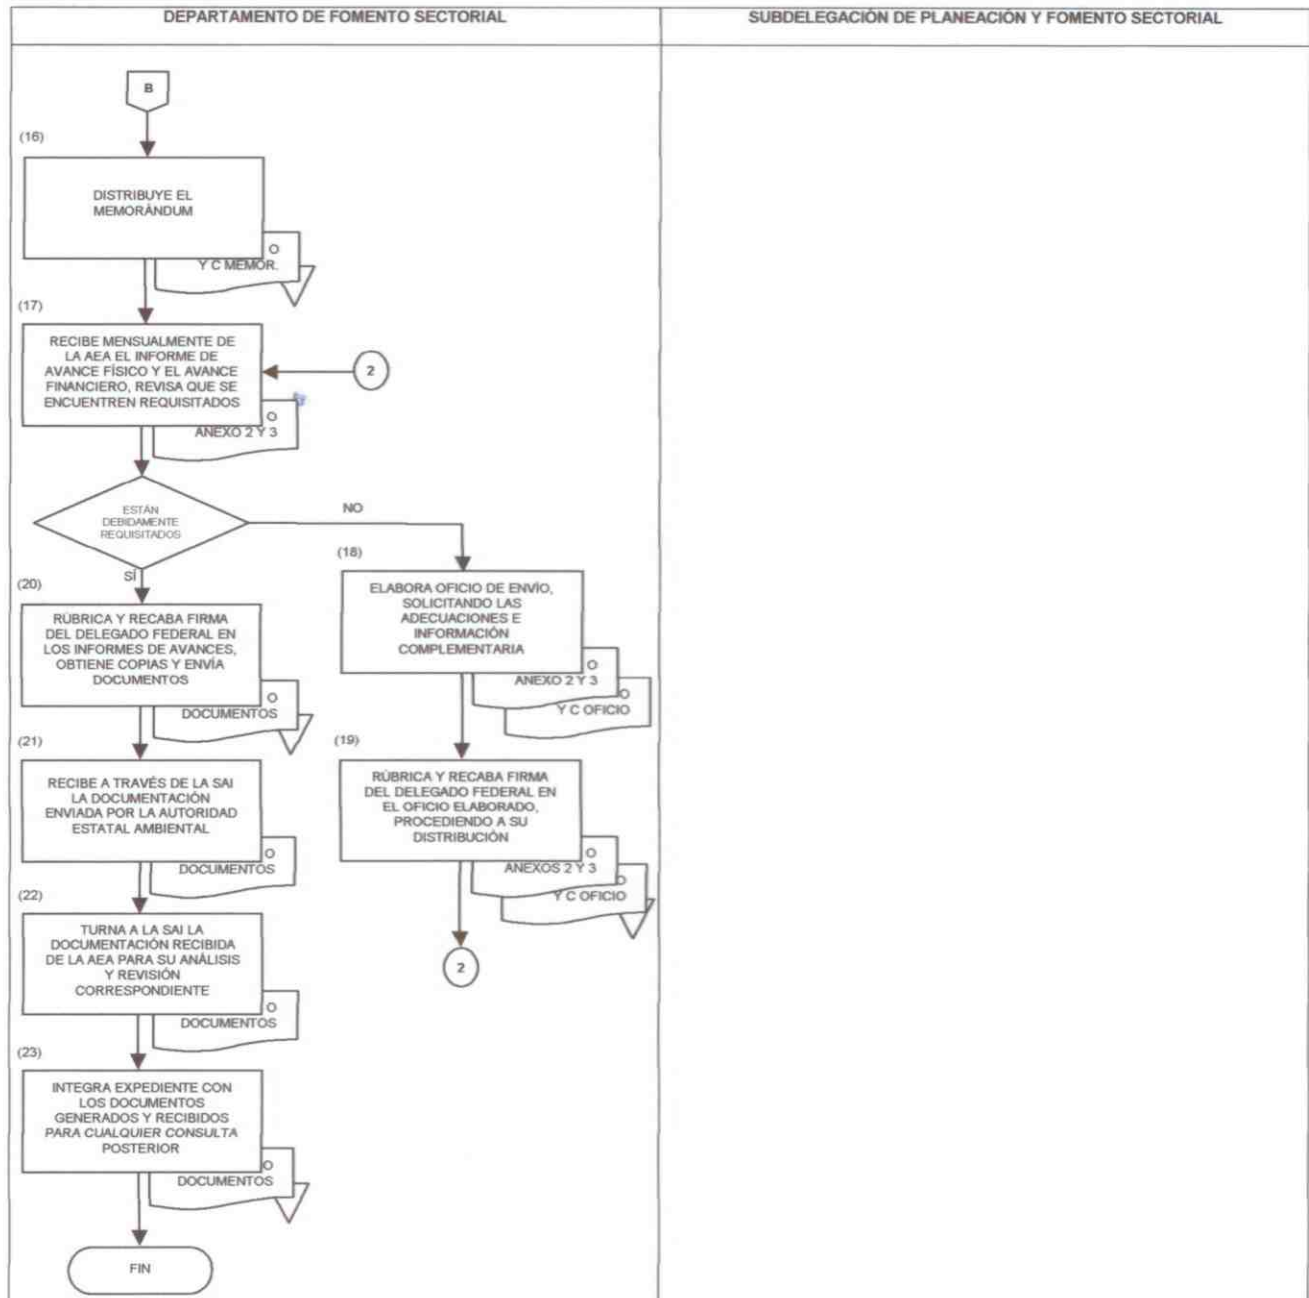 DEPARTAMENTO DE FOMENTO SECTORIAL
SUBDELEGACIÓN DE PLANEACIÓN Y FOMENTO SECTORIAL
B
(16)
DISTRIBUYE EL
MEMORÁNDUM
O
Y C MEMOR.
(17)
RECIBE MENSUALMENTE DE
LA AEA EL INFORME DE
AVANCE FÍSICO Y EL AVANCE
FINANCIERO, REVISA QUE SE
ENCUENTREN REQUISITADOS
2
O
ANEXO 2 Y 3
ESTÁN
DEBIDAMENTE
REQUISITADOS
NO
SÍ
(18)
ELABORA OFICIO DE ENVÍO,
SOLICITANDO LAS
ADECUACIONES E
INFORMACIÓN
COMPLEMENTARIA
O
ANEXO 2 Y 3
O
Y C OFICIO
(19)
RÚBRICA Y RECABA FIRMA
DEL DELEGADO FEDERAL EN
EL OFICIO ELABORADO,
PROCEDIENDO A SU
DISTRIBUCIÓN
O
ANEXOS 2 Y 3
O
Y C OFICIO
2
(20)
RÚBRICA Y RECABA FIRMA
DEL DELEGADO FEDERAL EN
LOS INFORMES DE AVANCES,
OBTIENE COPIAS Y ENVÍA
DOCUMENTOS
O
DOCUMENTOS
(21)
RECIBE A TRAVÉS DE LA SAI
LA DOCUMENTACIÓN
ENVIADA POR LA AUTORIDAD
ESTATAL AMBIENTAL
O
DOCUMENTOS
(22)
TURNA A LA SAI LA
DOCUMENTACIÓN RECIBIDA
DE LA AEA PARA SU ANÁLISIS
Y REVISIÓN
CORRESPONDIENTE
O
DOCUMENTOS
(23)
INTEGRA EXPEDIENTE CON
LOS DOCUMENTOS
GENERADOS Y RECIBIDOS
PARA CUALQUIER CONSULTA
POSTERIOR
O
DOCUMENTOS
FIN